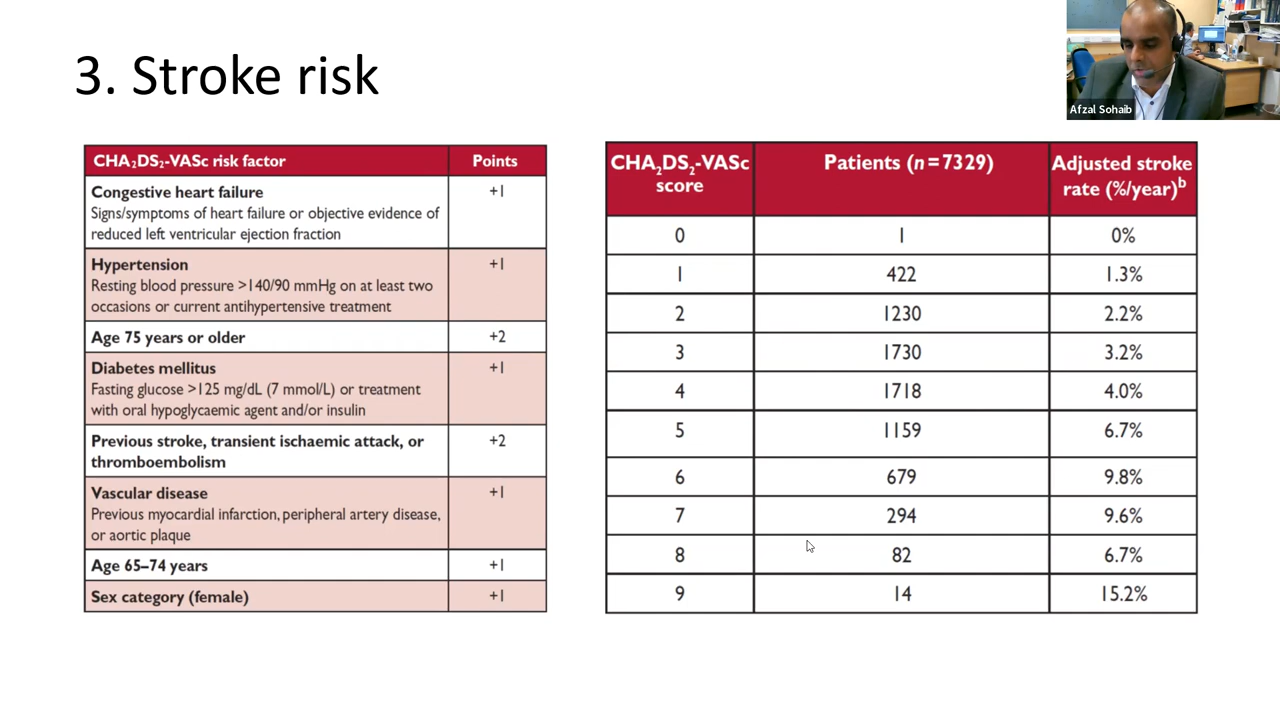 3. Stroke risk
Afzal Sohaib
CHA₂DS₂-VASc risk factor Points
Congestive heart failure +1
Signs/symptoms of heart failure or objective evidence of
reduced left ventricular ejection fraction
Hypertension +1
Resting blood pressure >140/90 mmHg on at least two
occasions or current antihypertensive treatment
Age 75 years or older +2
Diabetes mellitus +1
Fasting glucose >125 mg/dL (7 mmol/L) or treatment
with oral hypoglycaemic agent and/or insulin
Previous stroke, transient ischaemic attack, or +2
thromboembolism
Vascular disease +1
Previous myocardial infarction, peripheral artery disease,
or aortic plaque
Age 65–74 years +1
Sex category (female) +1
CHA₂DS₂-VASc Patients (n=7329) Adjusted stroke
score rate (%/year)ᵇ
0 1 0%
1 422 1.3%
2 1230 2.2%
3 1730 3.2%
4 1718 4.0%
5 1159 6.7%
6 679 9.8%
7 294 9.6%
8 82 6.7%
9 14 15.2%